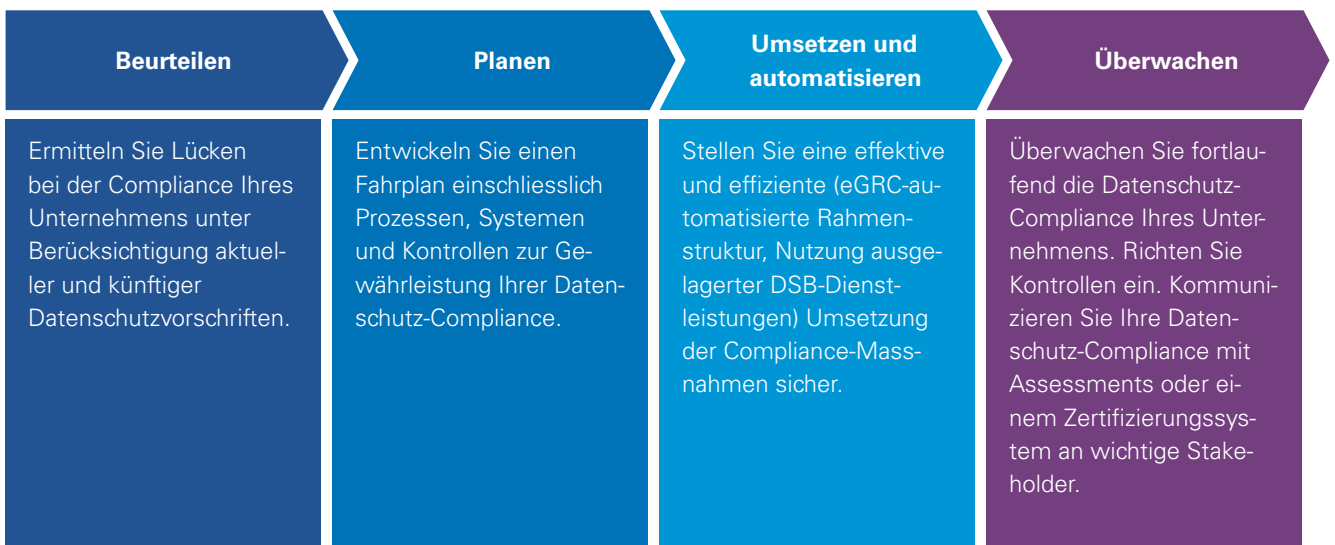 Beurteilen
Planen
Umsetzen und
automatisieren
Überwachen
Ermitteln Sie Lücken
bei der Compliance Ihres
Unternehmens unter
Berücksichtigung aktuel-
ler und künftiger
Datenschutzvorschriften.
Entwickeln Sie einen
Fahrplan einschliesslich
Prozessen, Systemen
und Kontrollen zur Ge-
währleistung Ihrer Daten-
schutz-Compliance.
Stellen Sie eine effektive
und effiziente (eGRC-au-
tomatisierte Rahmen-
struktur, Nutzung ausge-
lagerter DSB-Dienst-
leistungen) Umsetzung
der Compliance-Mass-
nahmen sicher.
Überwachen Sie fortlau-
fend die Datenschutz-
Compliance Ihres Unter-
nehmens. Richten Sie
Kontrollen ein. Kommuni-
zieren Sie Ihre Daten-
schutz-Compliance mit
Assessments oder ei-
nem Zertifizierungssys-
tem an wichtige Stake-
holder.